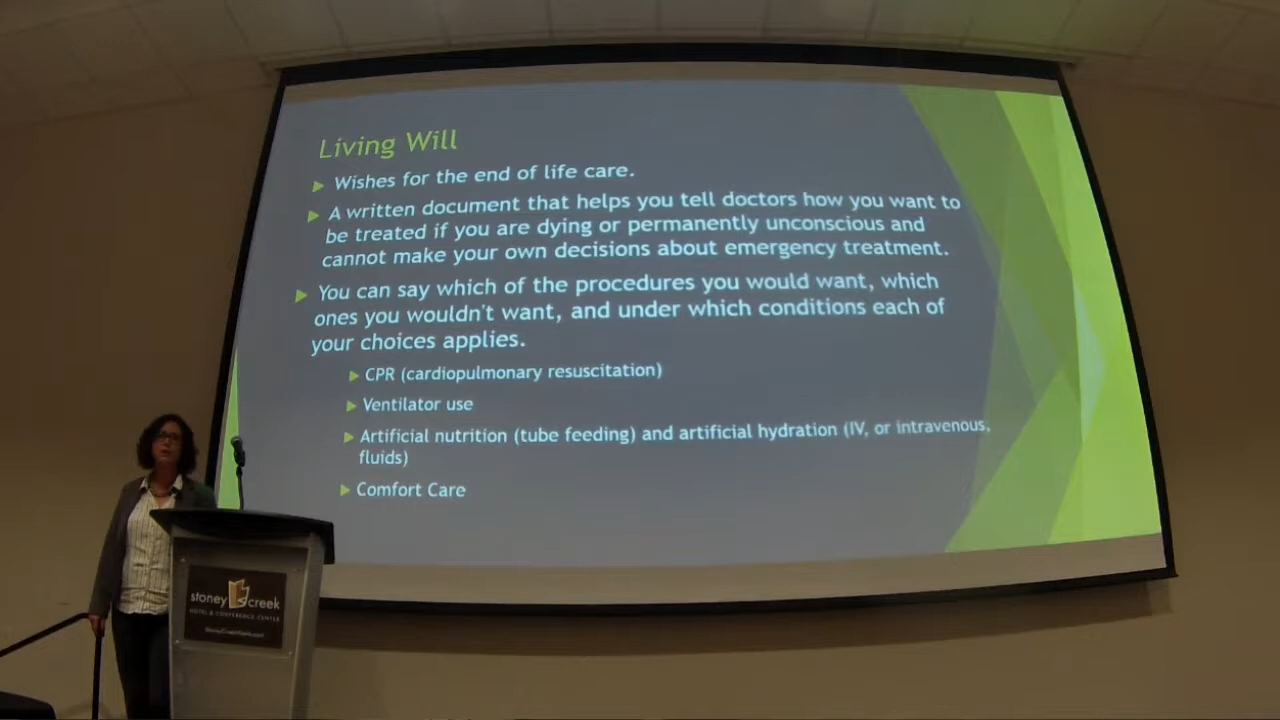 Living Will
Wishes for the end of life care.
A written document that helps you tell doctors how you want to
be treated if you are dying or permanently unconscious and
cannot make your own decisions about emergency treatment.
You can say which of the procedures you would want, which
ones you wouldn't want, and under which conditions each of
your choices applies.
CPR (cardiopulmonary resuscitation)
Ventilator use
Artificial nutrition (tube feeding) and artificial hydration (IV, or intravenous,
fluids)
Comfort Care
stoney creek
HOTEL & CONFERENCE CENTER